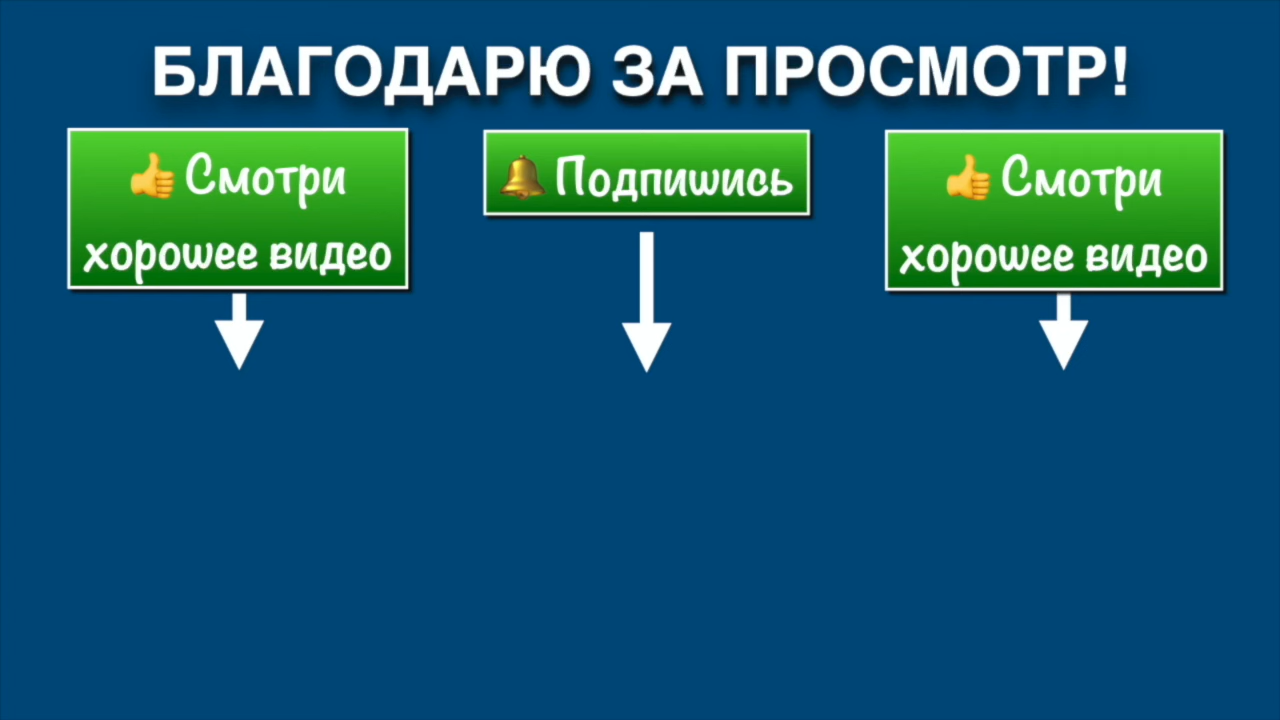 БЛАГОДАРЮ ЗА ПРОСМОТР!
👍 Смотри
хорошее видео
🔔 Подпишись
👍 Смотри
хорошее видео